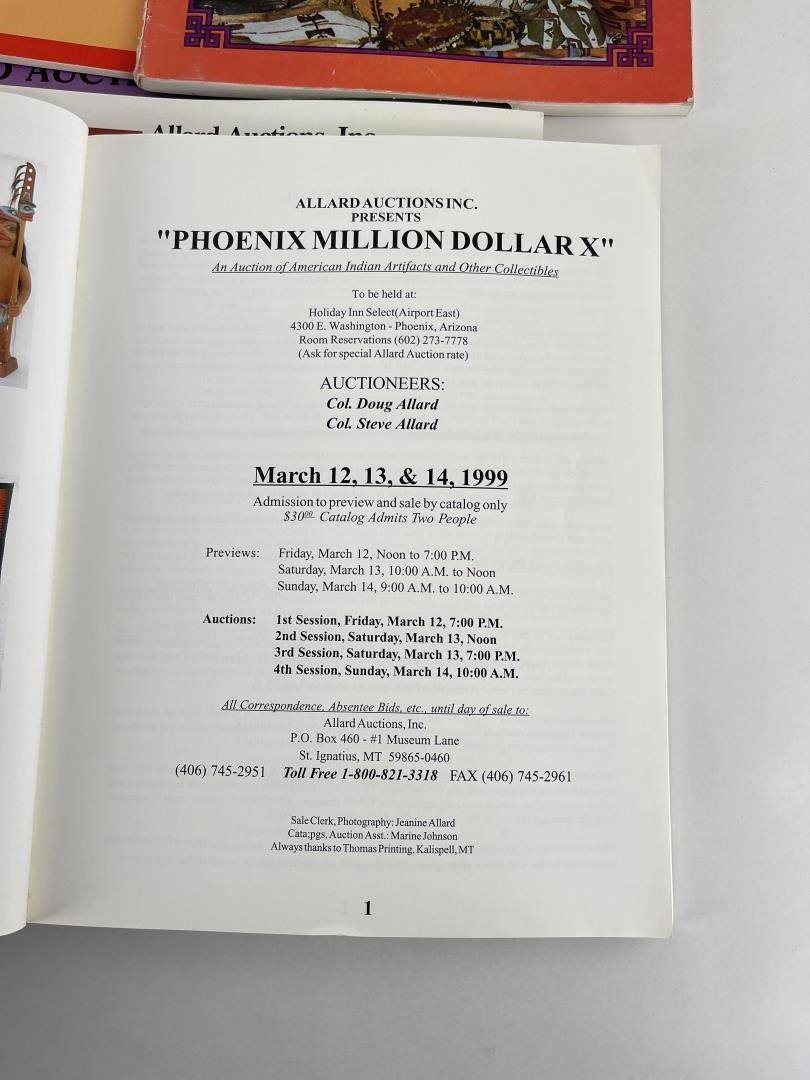 D AUCT
Allard Auctions, Inc.
ALLARD AUCTIONS INC.
PRESENTS
"PHOENIX MILLION DOLLAR X"
An Auction of American Indian Artifacts and Other Collectibles
To be held at:
Holiday Inn Select(Airport East)
4300 E. Washington - Phoenix, Arizona
Room Reservations (602) 273-7778
(Ask for special Allard Auction rate)
AUCTIONEERS:
Col. Doug Allard
Col. Steve Allard
March 12, 13, & 14, 1999
Admission to preview and sale by catalog only
$30.00 Catalog Admits Two People
Previews: Friday, March 12, Noon to 7:00 P.M.
Saturday, March 13, 10:00 A.M. to Noon
Sunday, March 14, 9:00 A.M. to 10:00 A.M.
Auctions: 1st Session, Friday, March 12, 7:00 P.M.
2nd Session, Saturday, March 13, Noon
3rd Session, Saturday, March 13, 7:00 P.M.
4th Session, Sunday, March 14, 10:00 A.M.
All Correspondence, Absentee Bids, etc., until day of sale to:
Allard Auctions, Inc.
P.O. Box 460 - #1 Museum Lane
St. Ignatius, MT 59865-0460
(406) 745-2951 Toll Free 1-800-821-3318 FAX (406) 745-2961
Sale Clerk, Photography: Jeanine Allard
Cata;pgs, Auction Asst.: Marine Johnson
Always thanks to Thomas Printing, Kalispell, MT
1